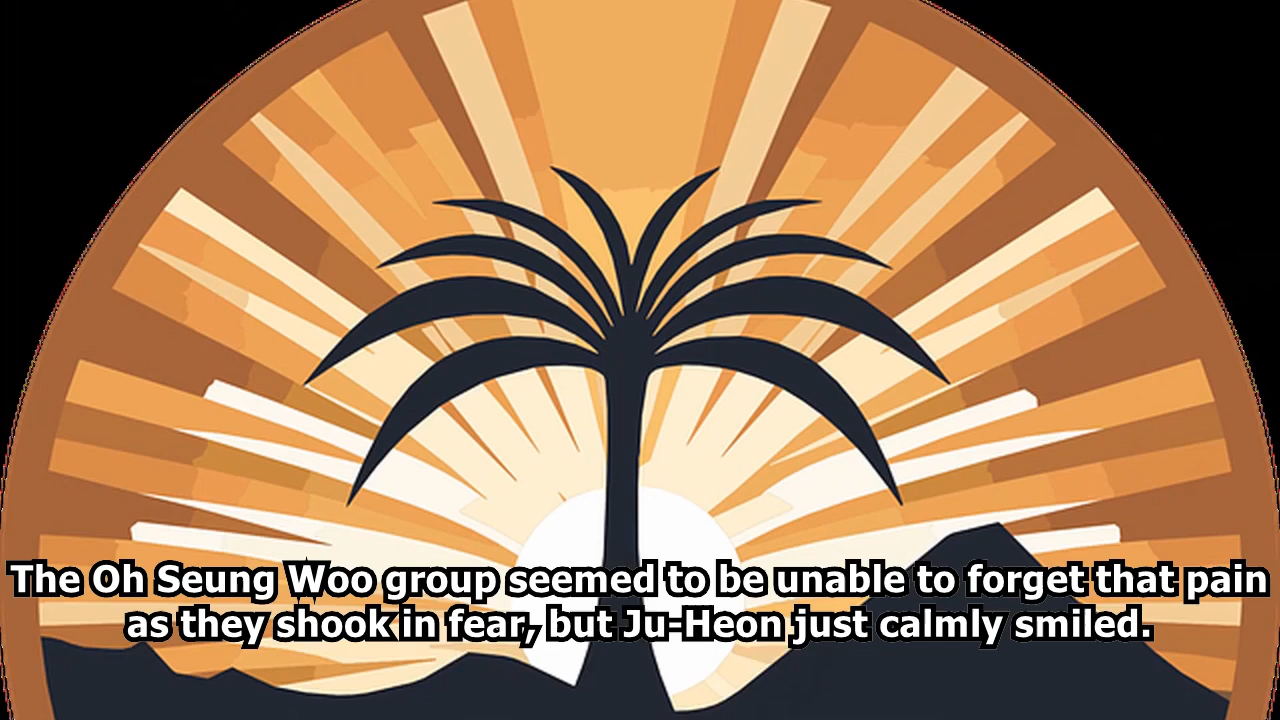 The Oh Seung Woo group seemed to be unable to forget that pain
as they shook in fear, but Ju-Heon just calmly smiled.